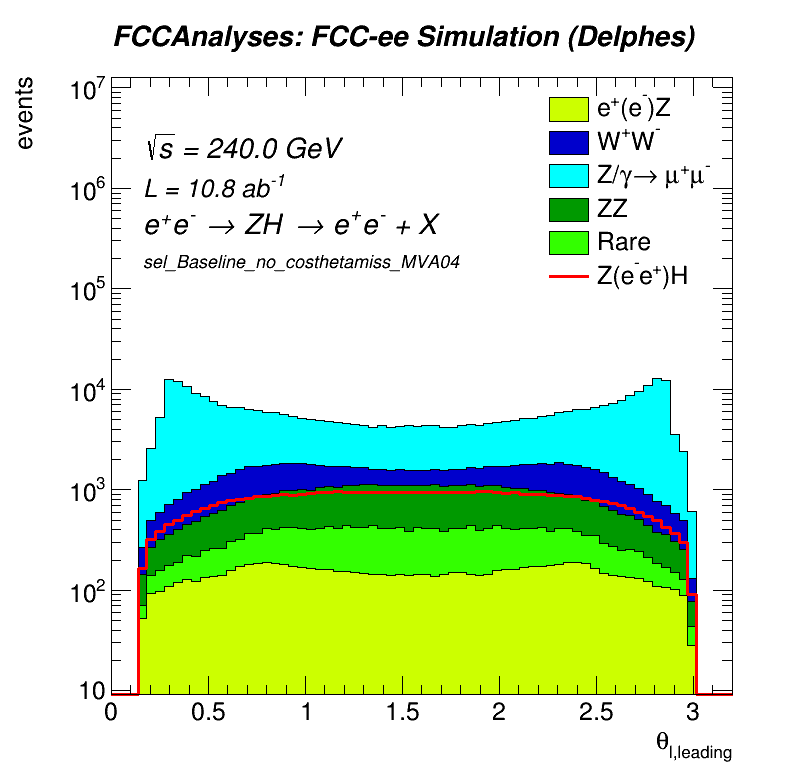 FCCAnalyses: FCC-ee Simulation (Delphes)
events
10⁷
10⁶
10⁵
10⁴
10³
10²
10
√s = 240.0 GeV
L = 10.8 ab⁻¹
e⁺e⁻ → ZH → e⁺e⁻ + X
sel_Baseline_no_costhetamiss_MVA04
e⁺(e⁻)Z
W⁺W⁻
Z/γ→ μ⁺μ⁻
ZZ
Rare
Z(e⁻e⁺)H
0 0.5 1 1.5 2 2.5 3
θ_l,leading